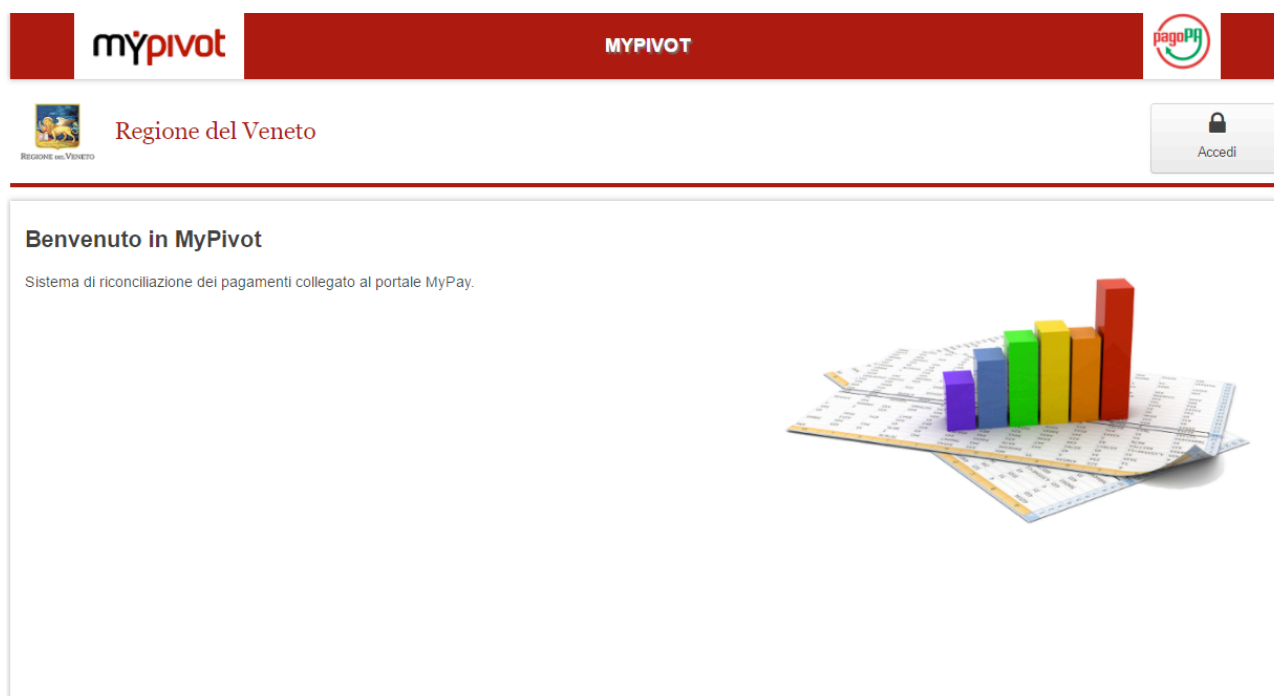 mypivot
MYPIVOT
pagoPA
REGIONE DEL VENETO
Regione del Veneto
Accedi
Benvenuto in MyPivot
Sistema di riconciliazione dei pagamenti collegato al portale MyPay.